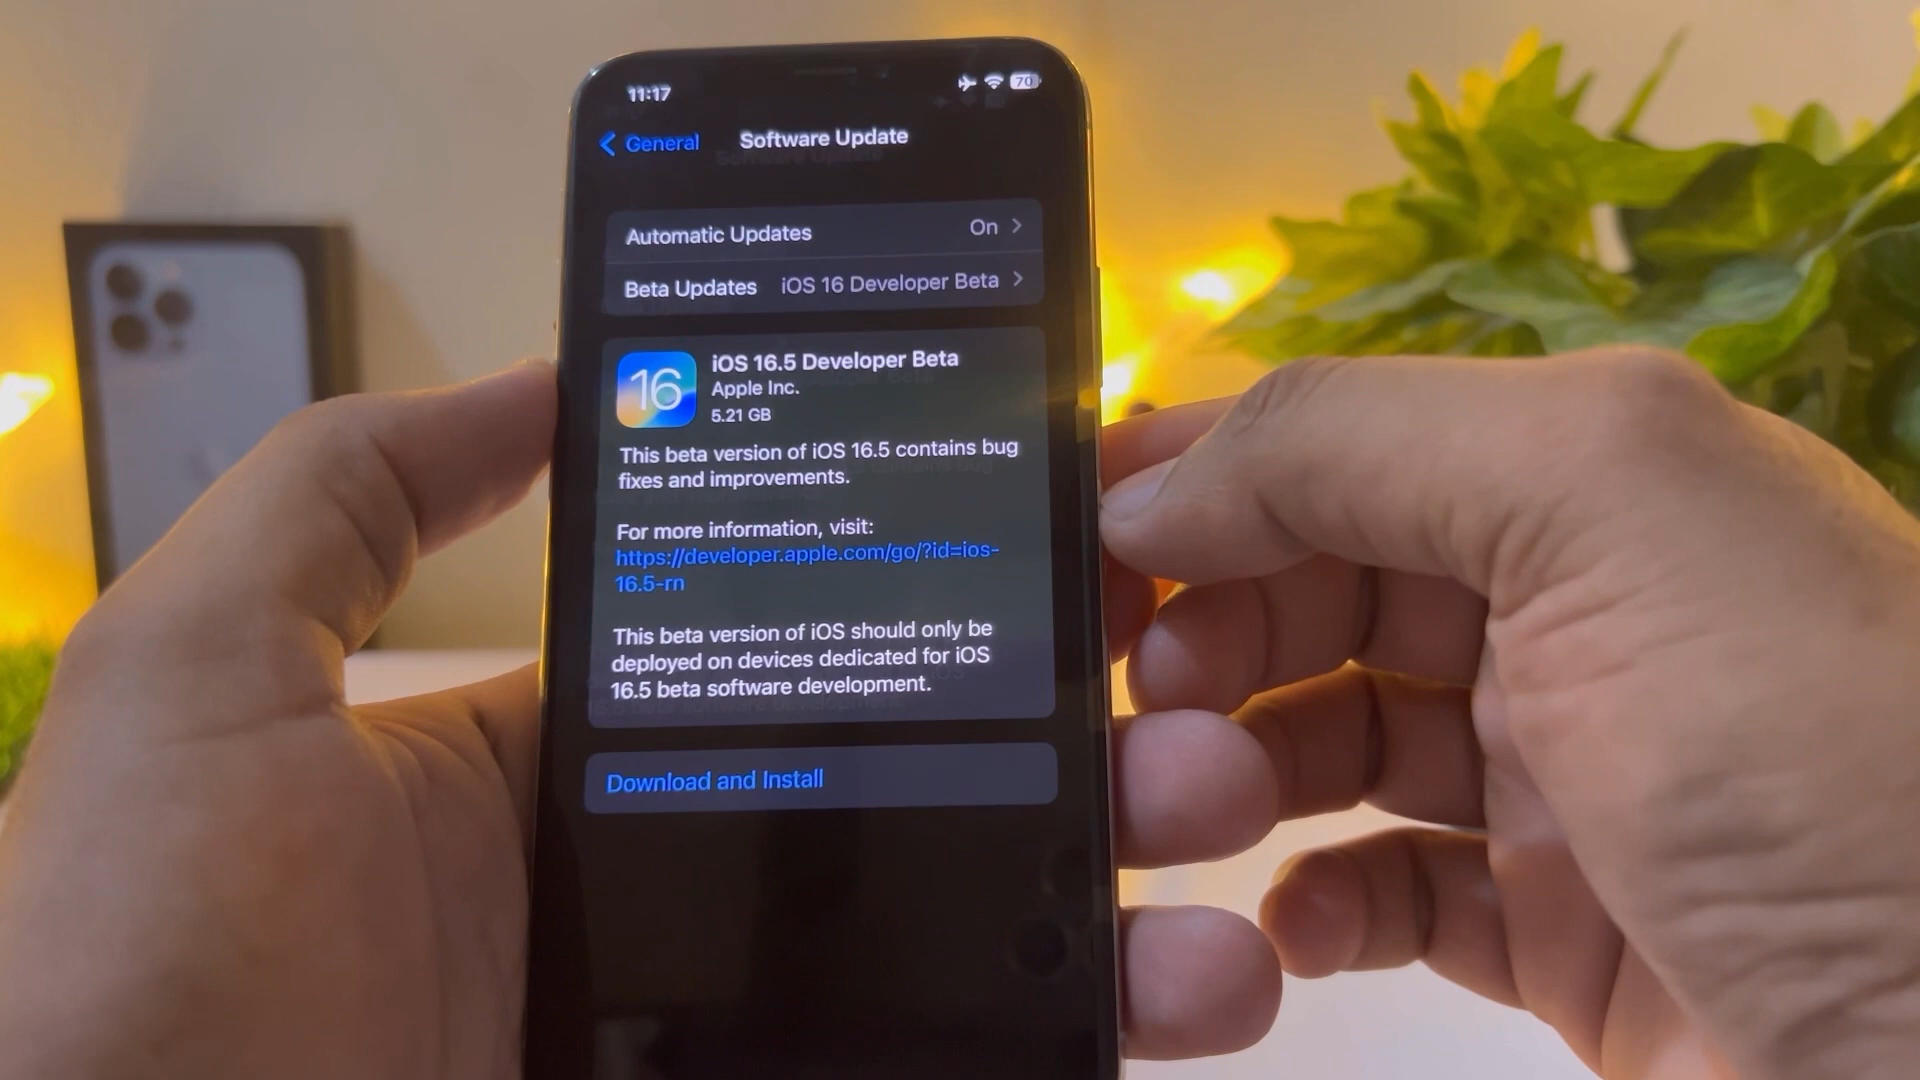 11:17
70
General
Software Update
Automatic Updates On
Beta Updates iOS 16 Developer Beta
16
iOS 16.5 Developer Beta
Apple Inc.
5.21 GB
This beta version of iOS 16.5 contains bug
fixes and improvements.
For more information, visit:
https://developer.apple.com/go/?id=ios-
16.5-rn
This beta version of iOS should only be
deployed on devices dedicated for iOS
16.5 beta software development.
Download and Install